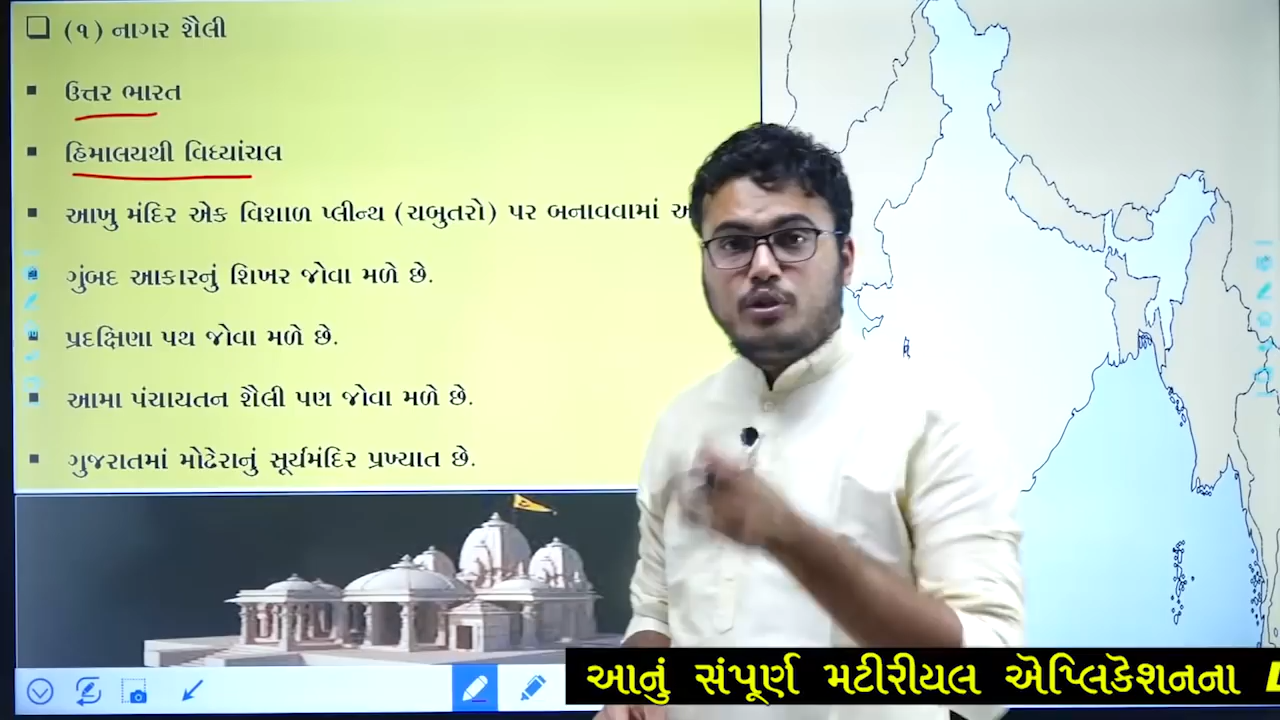 (૧) નાગર શૈલી
ઉત્તર ભારત
હિમાલયથી વિધ્યાંચલ
આખુ મંદિર એક વિશાળ પ્લીન્થ (ચબુતરો) પર બનાવવામાં
ગુંબદ આકારનું શિખર જોવા મળે છે.
પ્રદક્ષિણા પથ જોવા મળે છે.
આમા પંચાયતન શૈલી પણ જોવા મળે છે.
ગુજરાતમાં મોઢેરાનું સૂર્યમંદિર પ્રખ્યાત છે.
આનું સંપૂર્ણ મટીરીયલ ઍપ્લિકેશનના